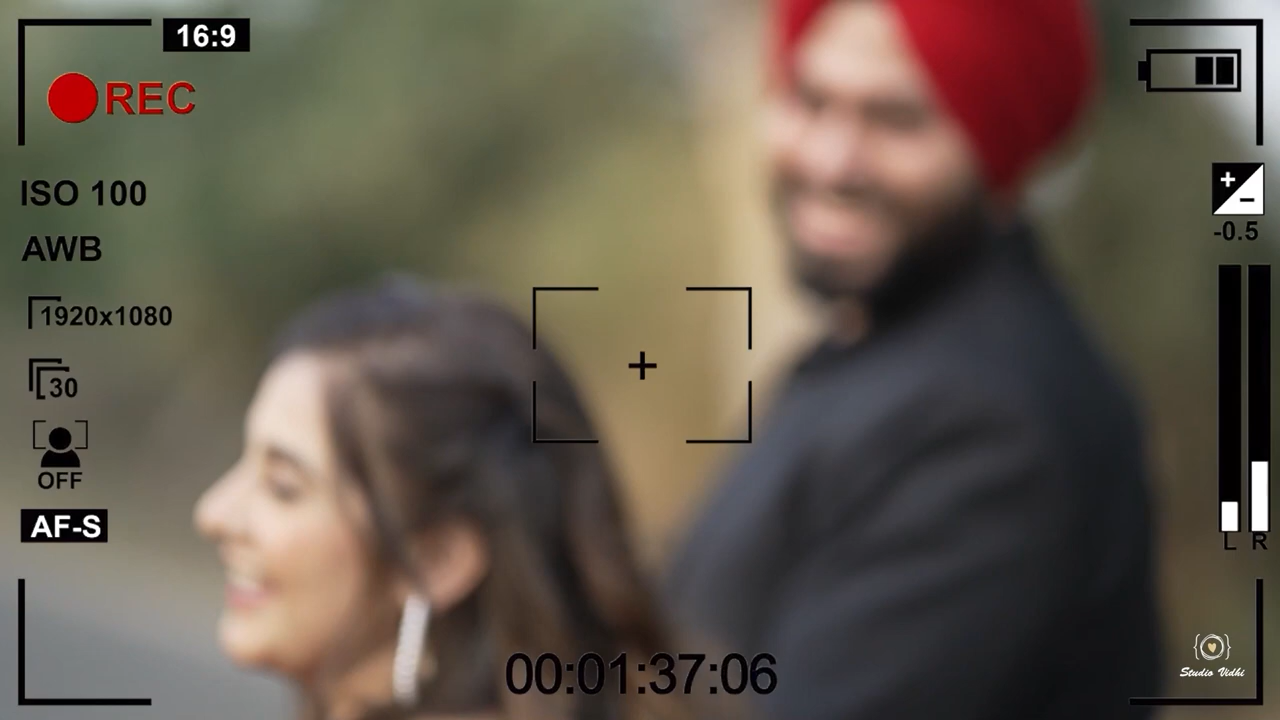 16:9
REC
ISO 100
AWB
1920x1080
30
OFF
AF-S
+
−
-0.5
L R
00:01:37:06
Studio Vidhi